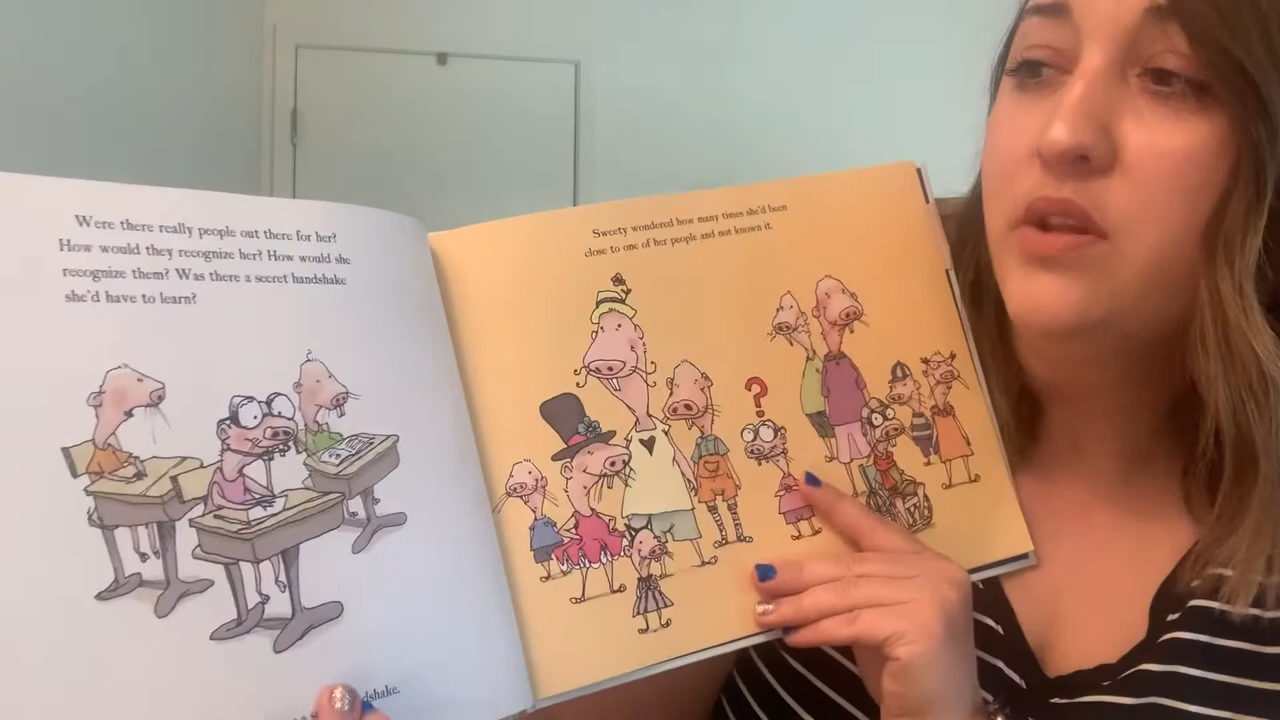 Were there really people out there for her?
How would they recognize her? How would she
recognize them? Was there a secret handshake
she'd have to learn?
dshake.
Sweety wondered how many times she'd been
close to one of her people and not known it.
?